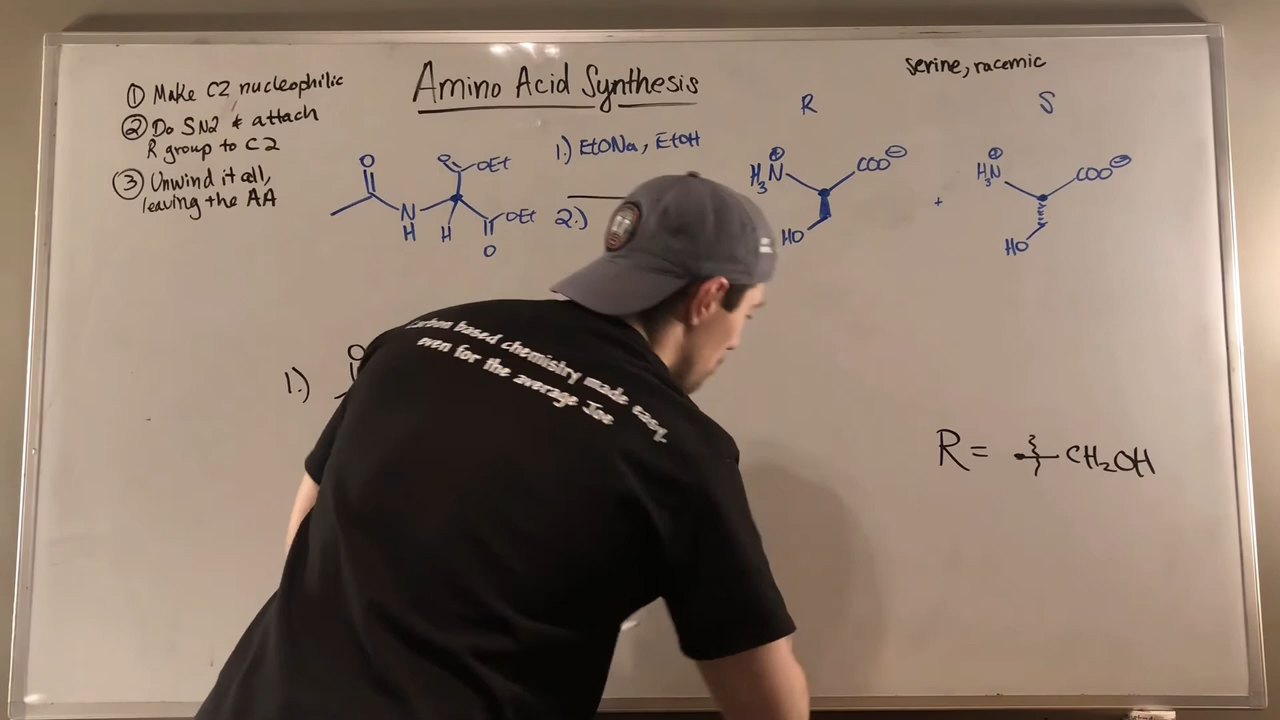 Amino Acid Synthesis
serine, racemic
① Make C2 nucleophilic
② Do SN2 & attach
R group to C2
③ Unwind it all,
leaving the AA
O
N
H
H
O
OEt
OEt
O
1.) EtONa, EtOH
2.)
R
H₃N⊕
COO⊖
HO
+
S
H₃N⊕
COO⊖
HO
1.)
O
R= CH₂OH
Carbon based chemistry made easy,
even for the average Joe